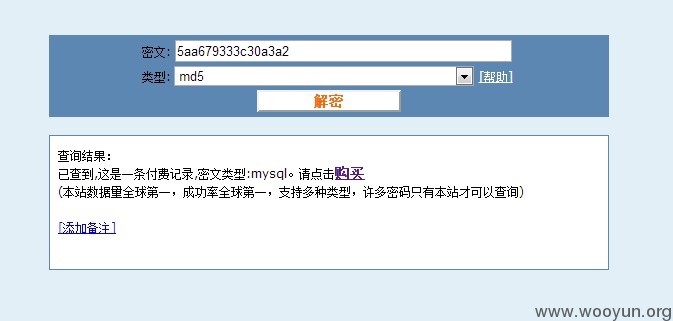 密文: 5aa679333c30a3a2
类型: md5 [帮助]
解密
查询结果:
已查到,这是一条付费记录,密文类型:mysql。请点击购买
(本站数据量全球第一，成功率全球第一，支持多种类型，许多密码只有本站才可以查询)
[添加备注]
www.wooyun.org